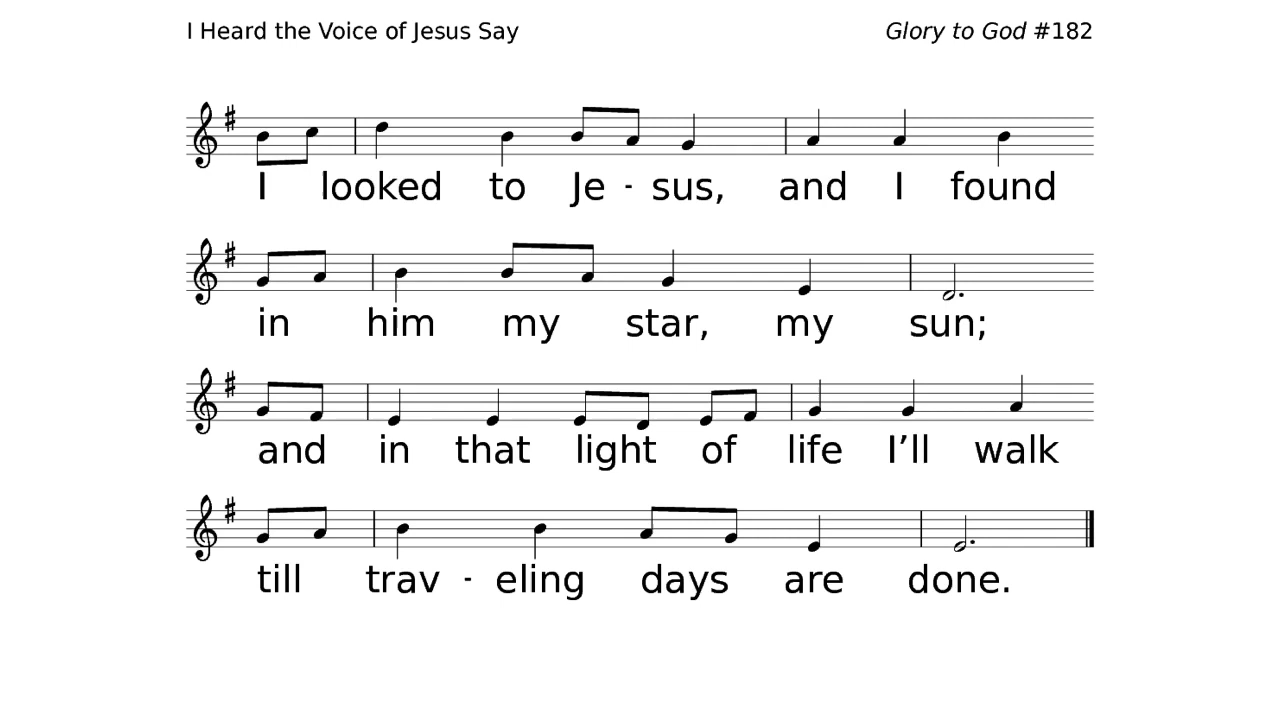 I Heard the Voice of Jesus Say
Glory to God #182
I looked to Je - sus, and I found
in him my star, my sun;
and in that light of life I’ll walk
till trav - eling days are done.